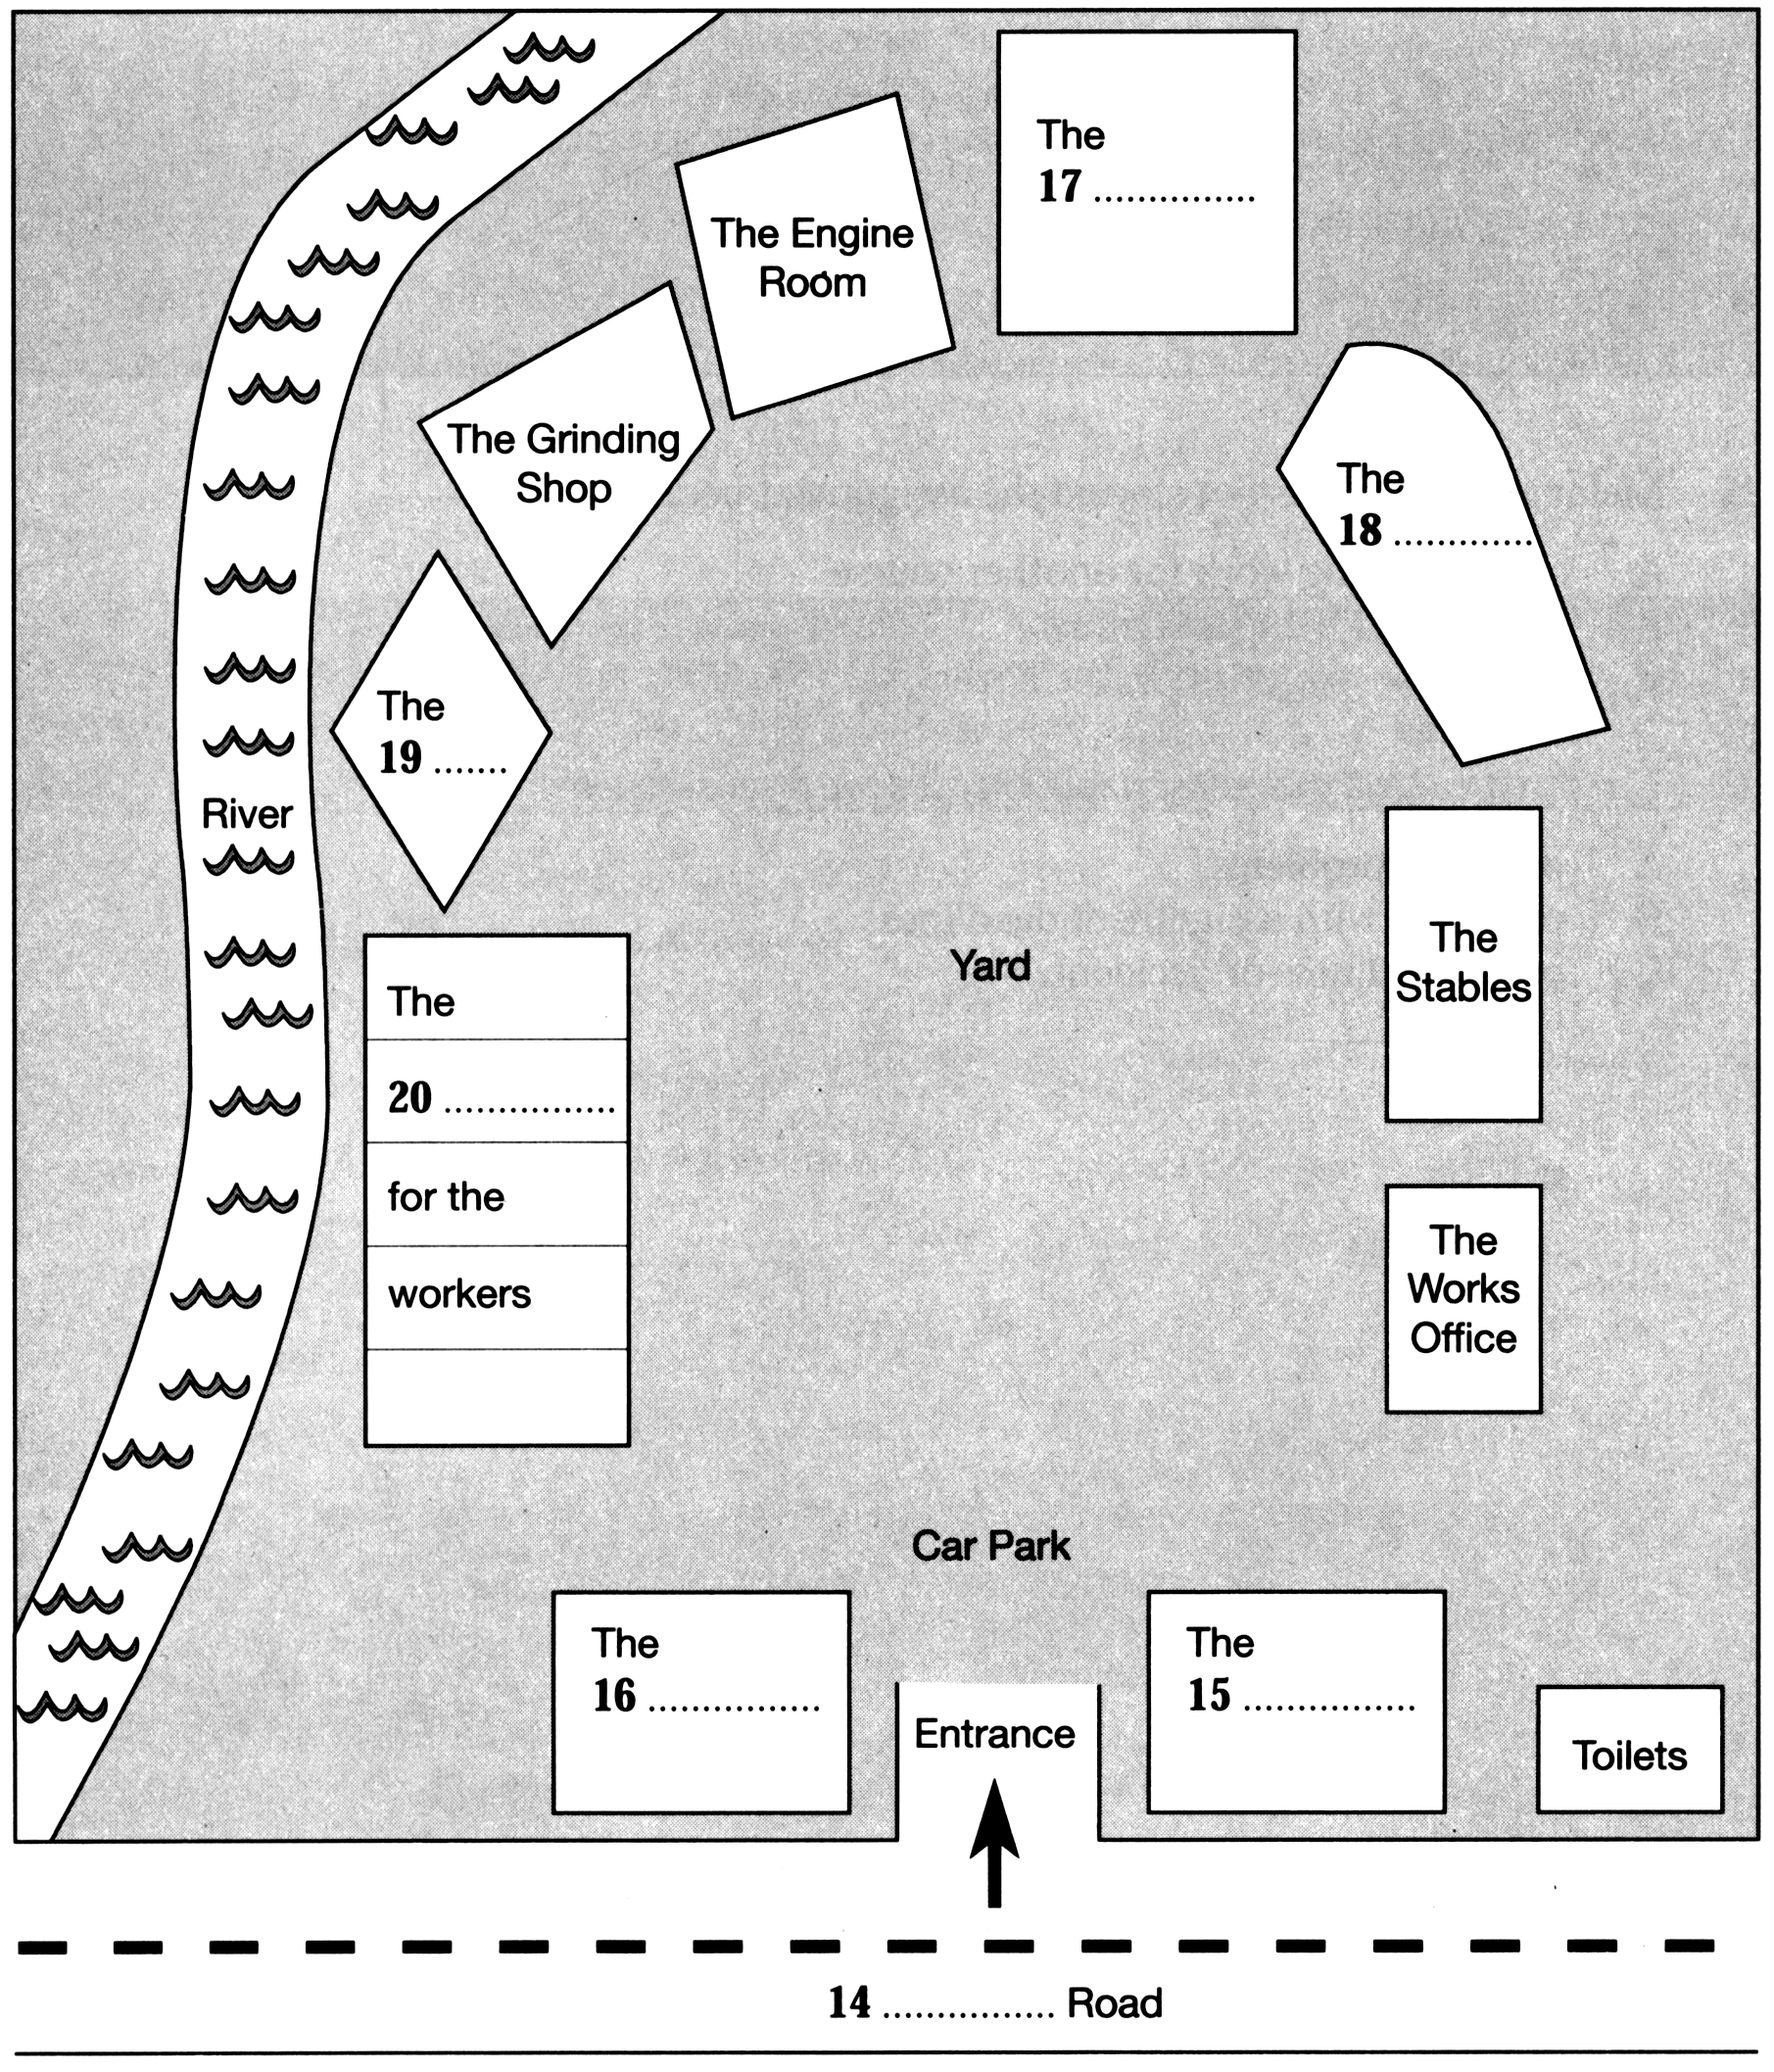 The
17 ...............
The Engine
Room
The Grinding
Shop
The
18 .............
The
19 .......
River
The
20 ................
for the
workers
Yard
The
Stables
The
Works
Office
Car Park
The
16 ................
Entrance
The
15 ................
Toilets
14 ................ Road